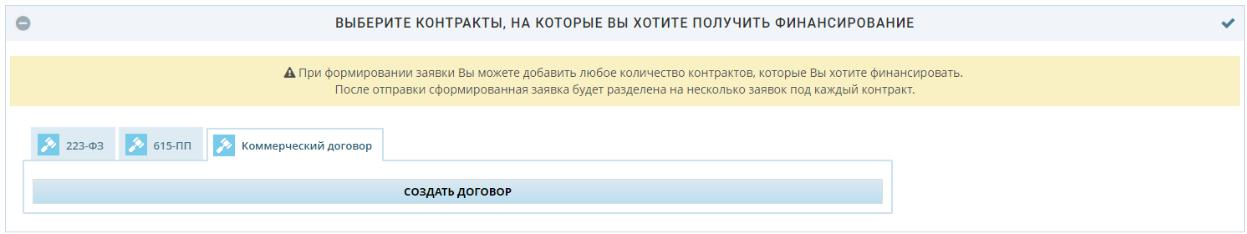 ВЫБЕРИТЕ КОНТРАКТЫ, НА КОТОРЫЕ ВЫ ХОТИТЕ ПОЛУЧИТЬ ФИНАНСИРОВАНИЕ
При формировании заявки Вы можете добавить любое количество контрактов, которые Вы хотите финансировать.
После отправки сформированная заявка будет разделена на несколько заявок под каждый контракт.
223-ФЗ 615-ПП Коммерческий договор
СОЗДАТЬ ДОГОВОР